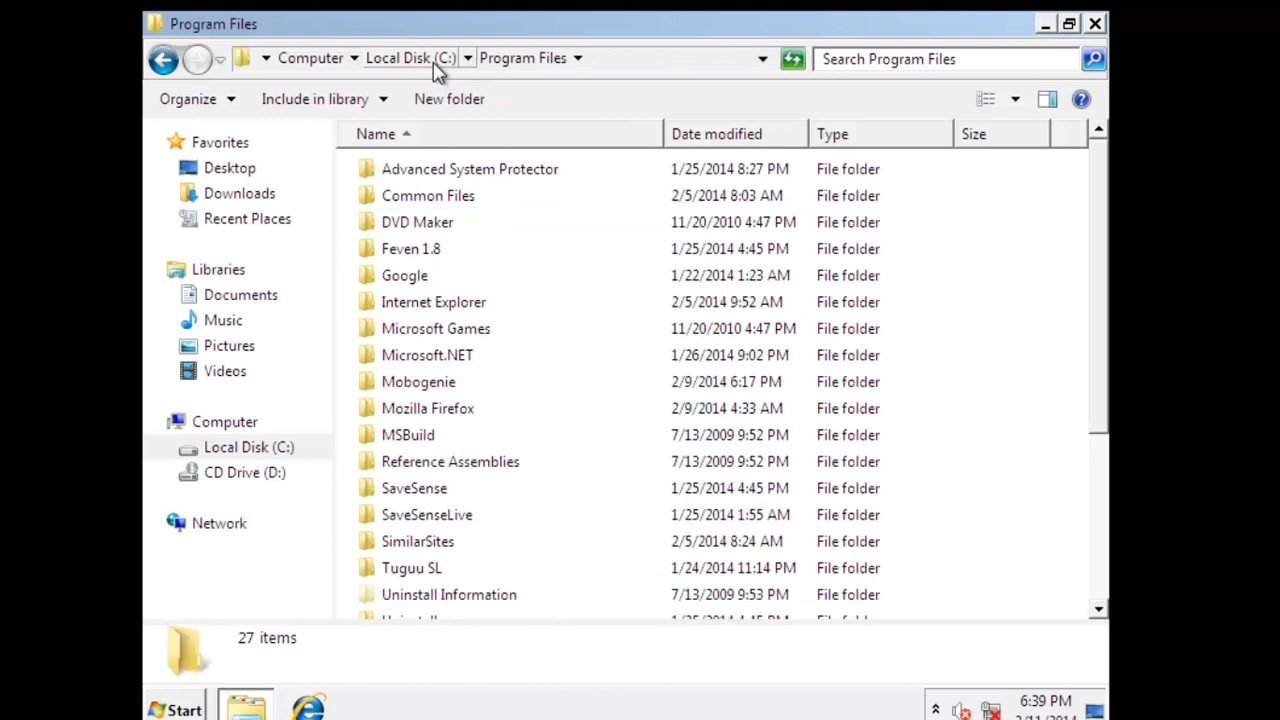 Program Files
Computer Local Disk (C:) Program Files
Search Program Files
Organize Include in library New folder
Name Date modified Type Size
Favorites
Desktop
Downloads
Recent Places
Libraries
Documents
Music
Pictures
Videos
Computer
Local Disk (C:)
CD Drive (D:)
Network
Advanced System Protector 1/25/2014 8:27 PM File folder
Common Files 2/5/2014 8:03 AM File folder
DVD Maker 11/20/2010 4:47 PM File folder
Feven 1.8 1/25/2014 4:45 PM File folder
Google 1/22/2014 1:23 AM File folder
Internet Explorer 2/5/2014 9:52 AM File folder
Microsoft Games 11/20/2010 4:47 PM File folder
Microsoft.NET 1/26/2014 9:02 PM File folder
Mobogenie 2/9/2014 6:17 PM File folder
Mozilla Firefox 2/9/2014 4:33 AM File folder
MSBuild 7/13/2009 9:52 PM File folder
Reference Assemblies 7/13/2009 9:52 PM File folder
SaveSense 1/25/2014 4:45 PM File folder
SaveSenseLive 1/25/2014 1:55 AM File folder
SimilarSites 2/5/2014 8:24 AM File folder
Tuguu SL 1/24/2014 11:14 PM File folder
Uninstall Information 7/13/2009 9:53 PM File folder
27 items
Start
6:39 PM